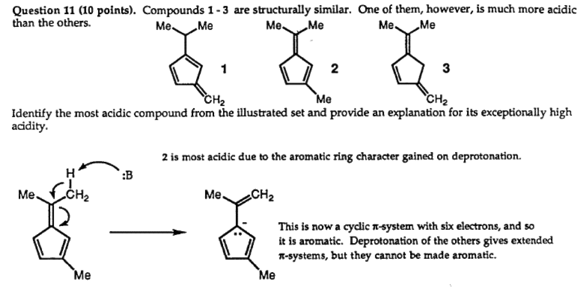 Question 11 (10 points). Compounds 1 - 3 are structurally similar. One of them, however, is much more acidic
than the others.
Me Me Me Me Me Me
1 2 3
CH2 Me CH2
Identify the most acidic compound from the illustrated set and provide an explanation for its exceptionally high
acidity.
2 is most acidic due to the aromatic ring character gained on deprotonation.
H :B
Me CH2 Me CH2
-
This is now a cyclic π-system with six electrons, and so
it is aromatic. Deprotonation of the others gives extended
π-systems, but they cannot be made aromatic.
Me Me